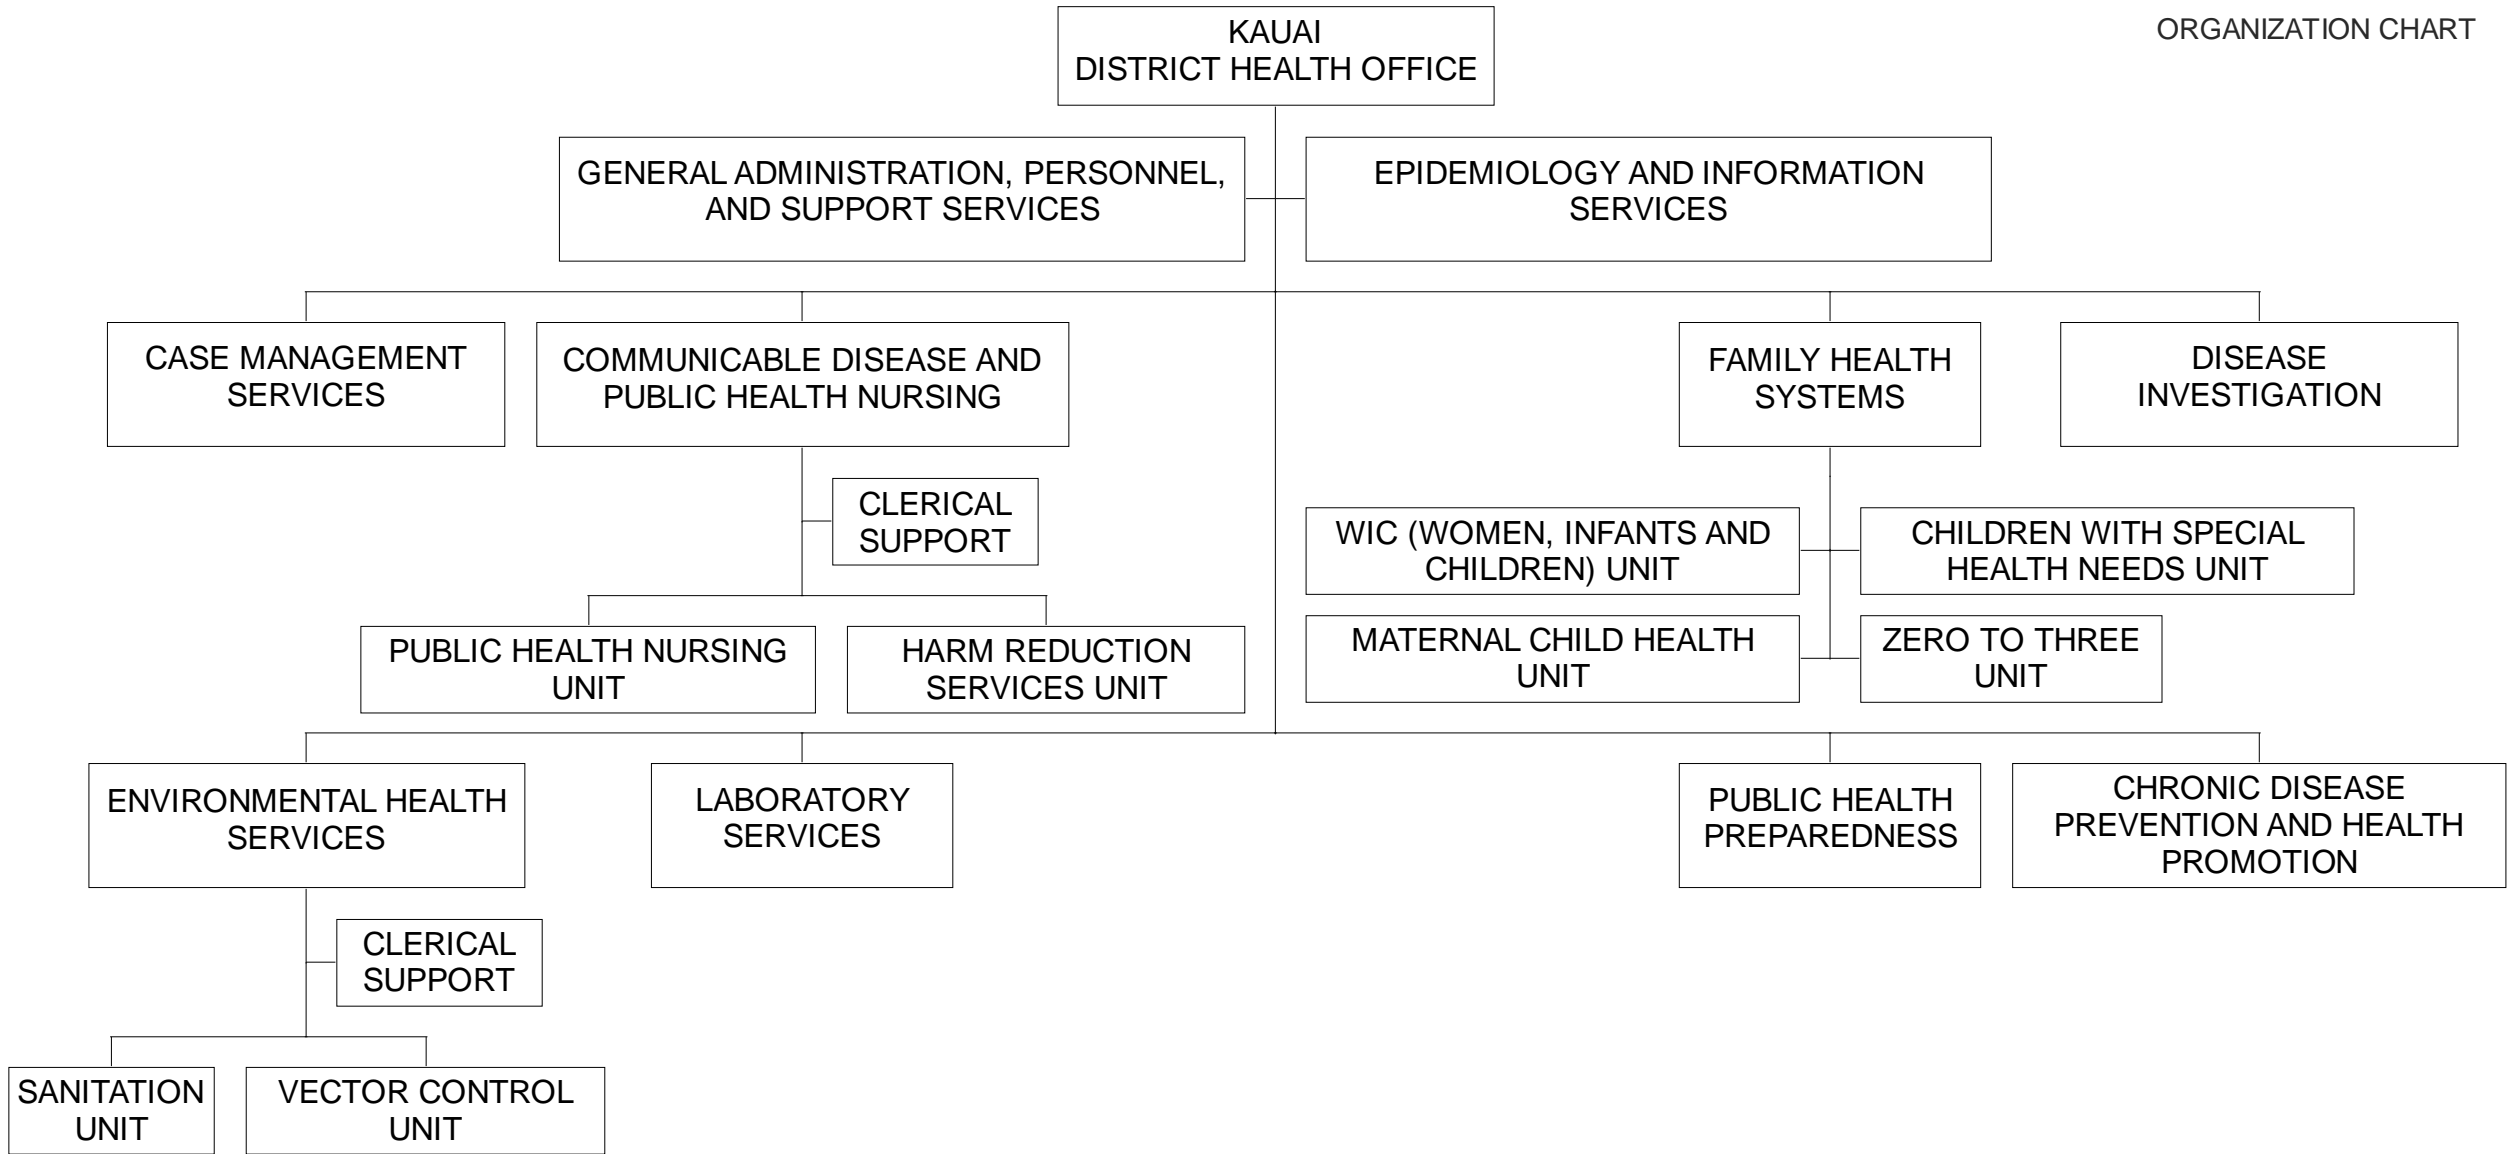 ORGANIZATION CHART
KAUAI
DISTRICT HEALTH OFFICE
GENERAL ADMINISTRATION, PERSONNEL,
AND SUPPORT SERVICES
EPIDEMIOLOGY AND INFORMATION
SERVICES
CASE MANAGEMENT
SERVICES
COMMUNICABLE DISEASE AND
PUBLIC HEALTH NURSING
FAMILY HEALTH
SYSTEMS
DISEASE
INVESTIGATION
CLERICAL
SUPPORT
WIC (WOMEN, INFANTS AND
CHILDREN) UNIT
CHILDREN WITH SPECIAL
HEALTH NEEDS UNIT
PUBLIC HEALTH NURSING
UNIT
HARM REDUCTION
SERVICES UNIT
MATERNAL CHILD HEALTH
UNIT
ZERO TO THREE
UNIT
ENVIRONMENTAL HEALTH
SERVICES
LABORATORY
SERVICES
PUBLIC HEALTH
PREPAREDNESS
CHRONIC DISEASE
PREVENTION AND HEALTH
PROMOTION
CLERICAL
SUPPORT
SANITATION
UNIT
VECTOR CONTROL
UNIT